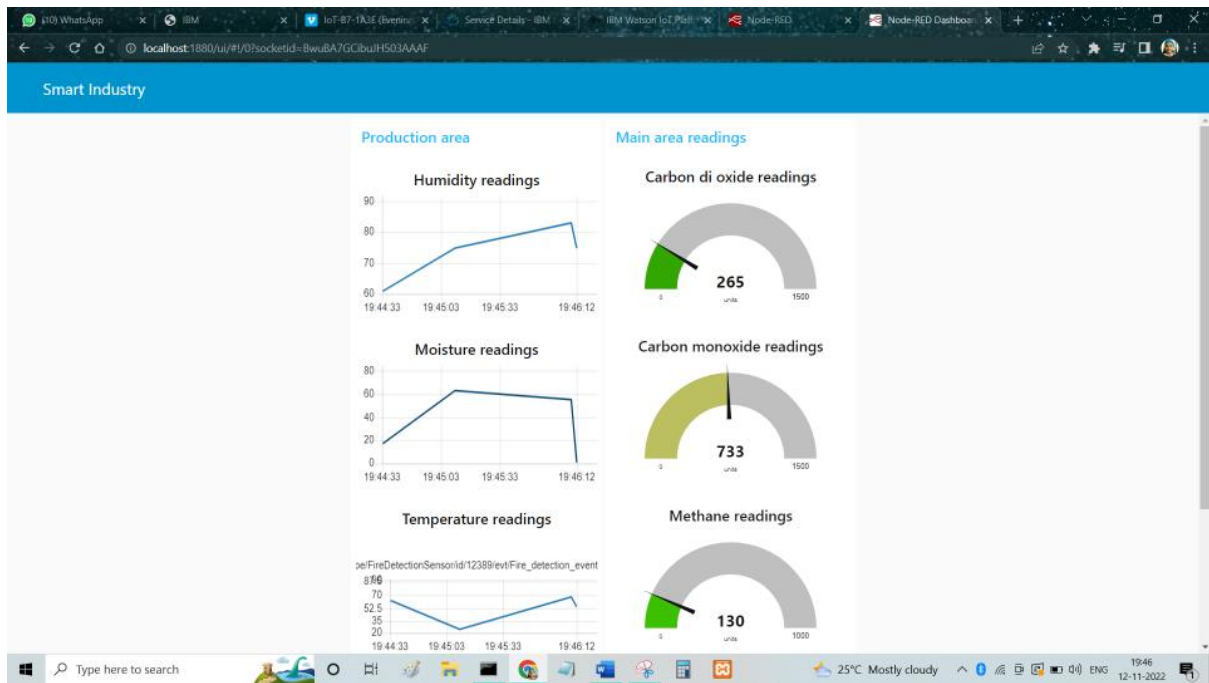 (10) WhatsApp
IBM
IoT-B7-1A3E (Evening
Service Details - IBM
IBM Watson IoT Platf
Node-RED
Node-RED Dashboar
localhost:1880/ui/#!/0?socketid=
Smart Industry
Production area
Humidity readings
90
80
70
60
19:44:33 19:45:03 19:45:33 19:46:12
Moisture readings
80
60
40
20
0
19:44:33 19:45:03 19:45:33 19:46:12
Temperature readings
pe/FireDetectionSensor/id/12389/evt/Fire_detection_event
70
52.5
35
20
19:44:33 19:45:03 19:45:33 19:46:12
Main area readings
Carbon di oxide readings
265
units
0 1500
Carbon monoxide readings
733
units
0 1500
Methane readings
130
units
0 1000
Type here to search
25°C Mostly cloudy
ENG
19:46
12-11-2022